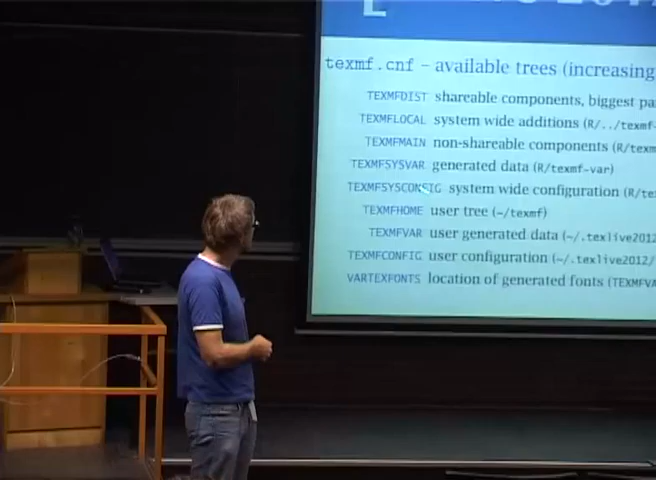 texmf.cnf – available trees (increasing
TEXMFDIST shareable components, biggest
TEXMFLOCAL system wide additions (R/../texmf-
TEXMFMAIN non-shareable components (R/texm
TEXMFSYSVAR generated data (R/texmf-var)
TEXMFSYSCONFIG system wide configuration (R/te
TEXMFHOME user tree (~/texmf)
TEXMFVAR user generated data (~/.texlive2012
TEXMFCONFIG user configuration (~/.texlive2012/
VARTEXFONTS location of generated fonts (TEXMFVA